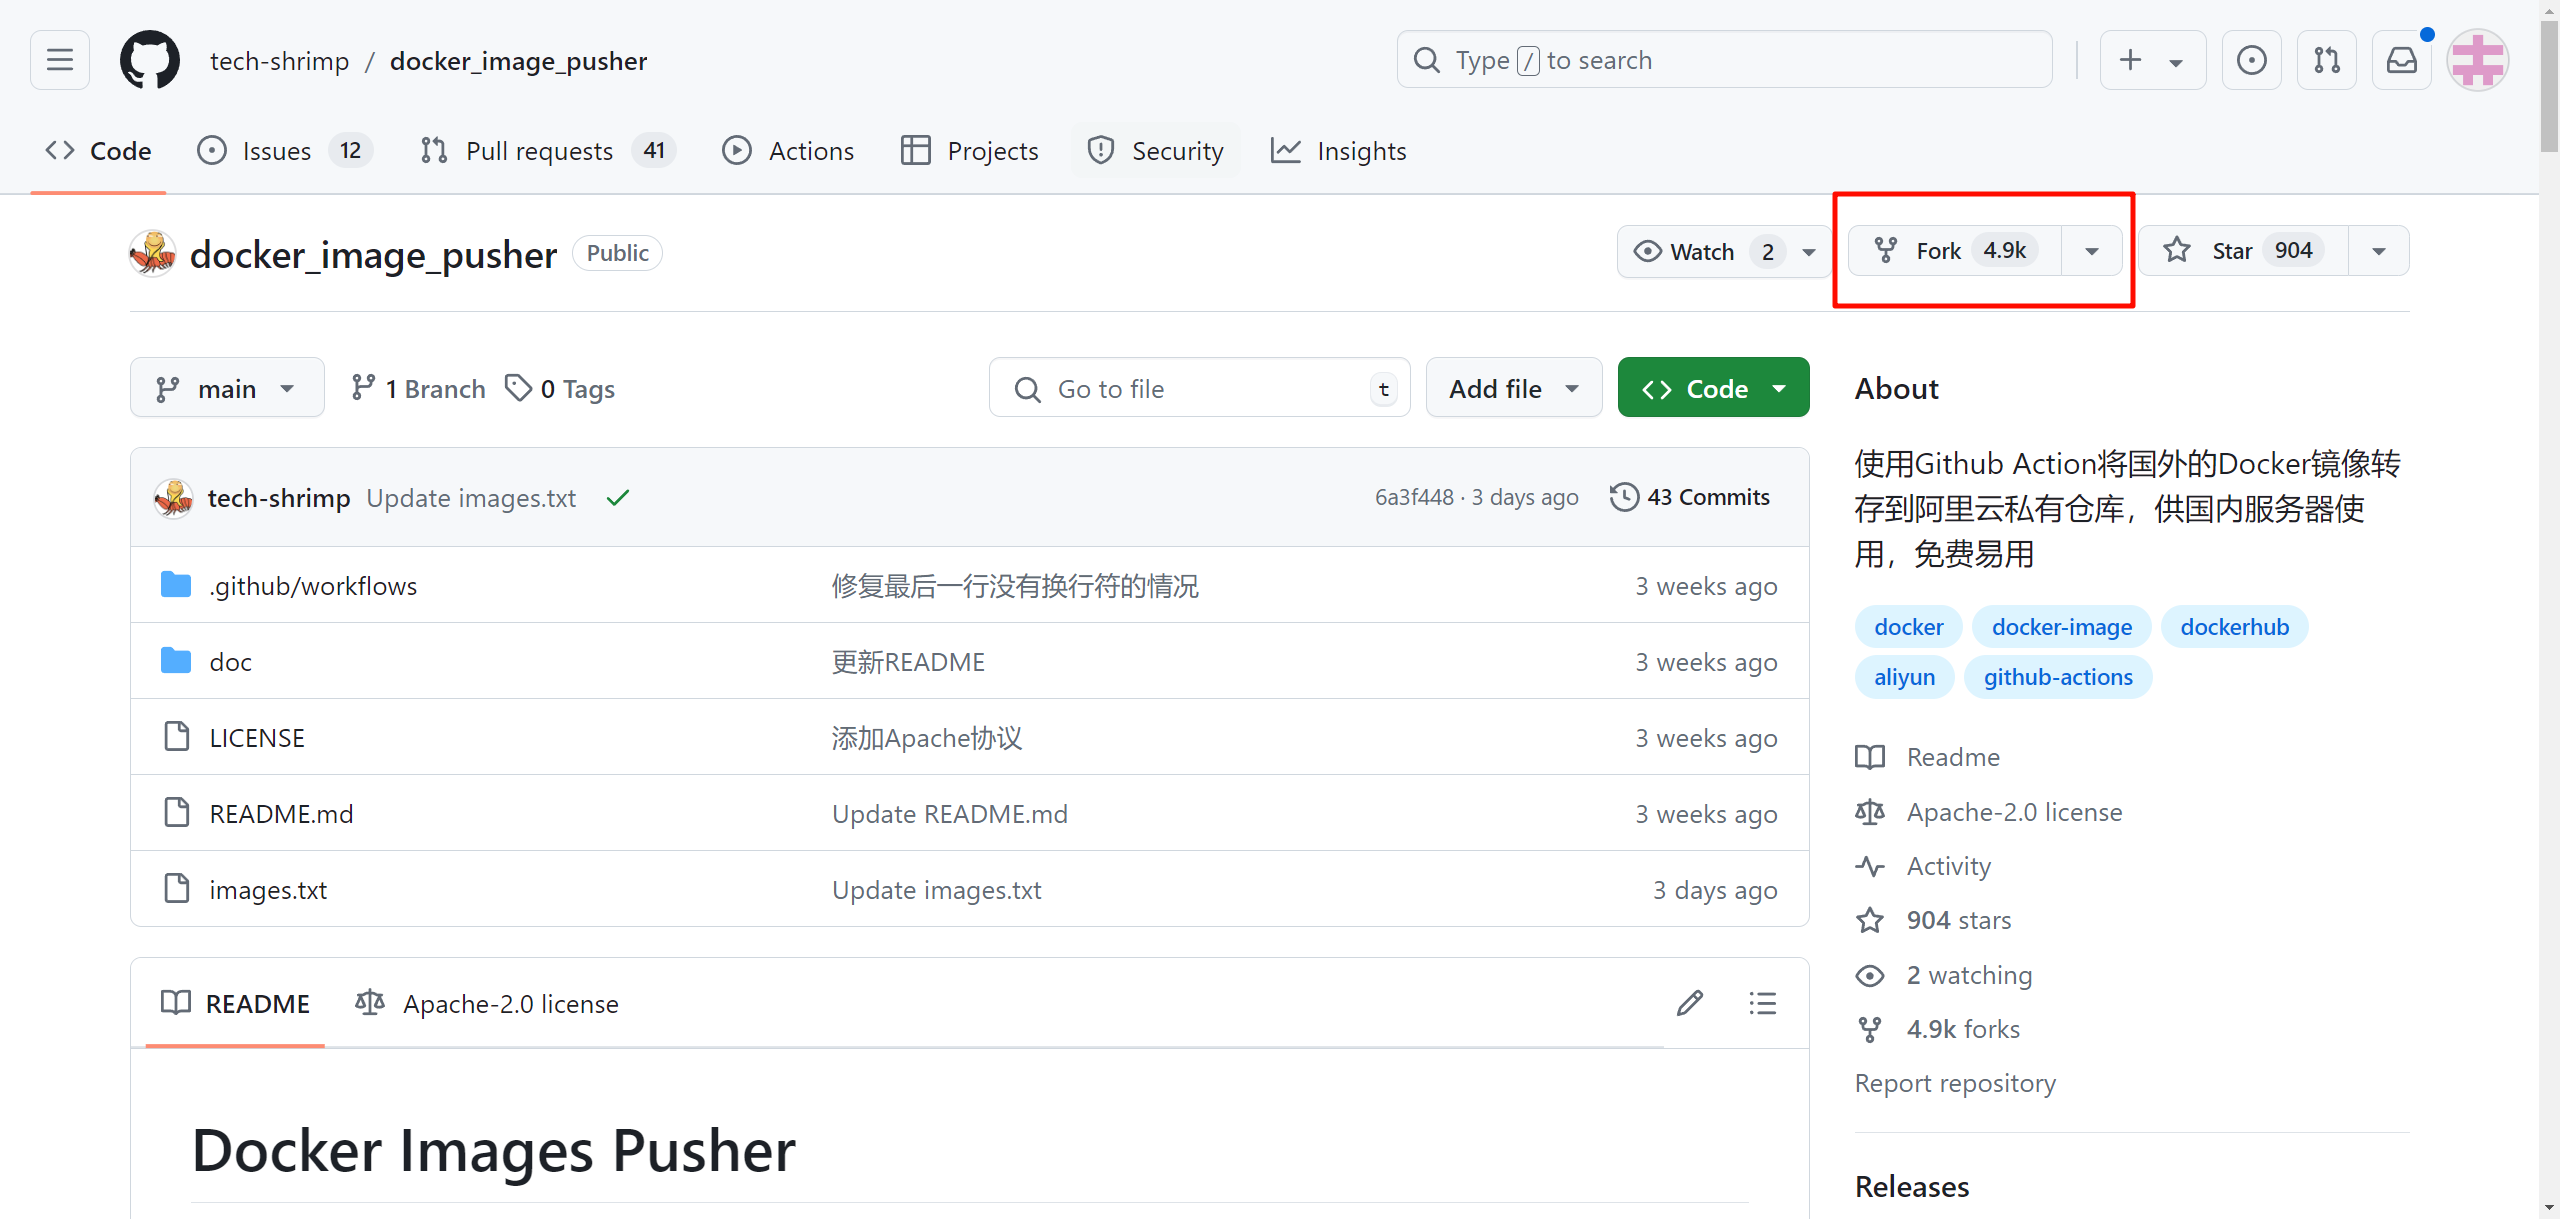 tech-shrimp / docker_image_pusher
Type / to search
Code
Issues 12
Pull requests 41
Actions
Projects
Security
Insights
docker_image_pusher Public
Watch 2
Fork 4.9k
Star 904
main
1 Branch
0 Tags
Go to file t
Add file
Code
tech-shrimp Update images.txt
6a3f448 · 3 days ago
43 Commits
.github/workflows 修复最后一行没有换行符的情况 3 weeks ago
doc 更新README 3 weeks ago
LICENSE 添加Apache协议 3 weeks ago
README.md Update README.md 3 weeks ago
images.txt Update images.txt 3 days ago
README
Apache-2.0 license
Docker Images Pusher
About
使用Github Action将国外的Docker镜像转
存到阿里云私有仓库，供国内服务器使
用，免费易用
docker docker-image dockerhub
aliyun github-actions
Readme
Apache-2.0 license
Activity
904 stars
2 watching
4.9k forks
Report repository
Releases